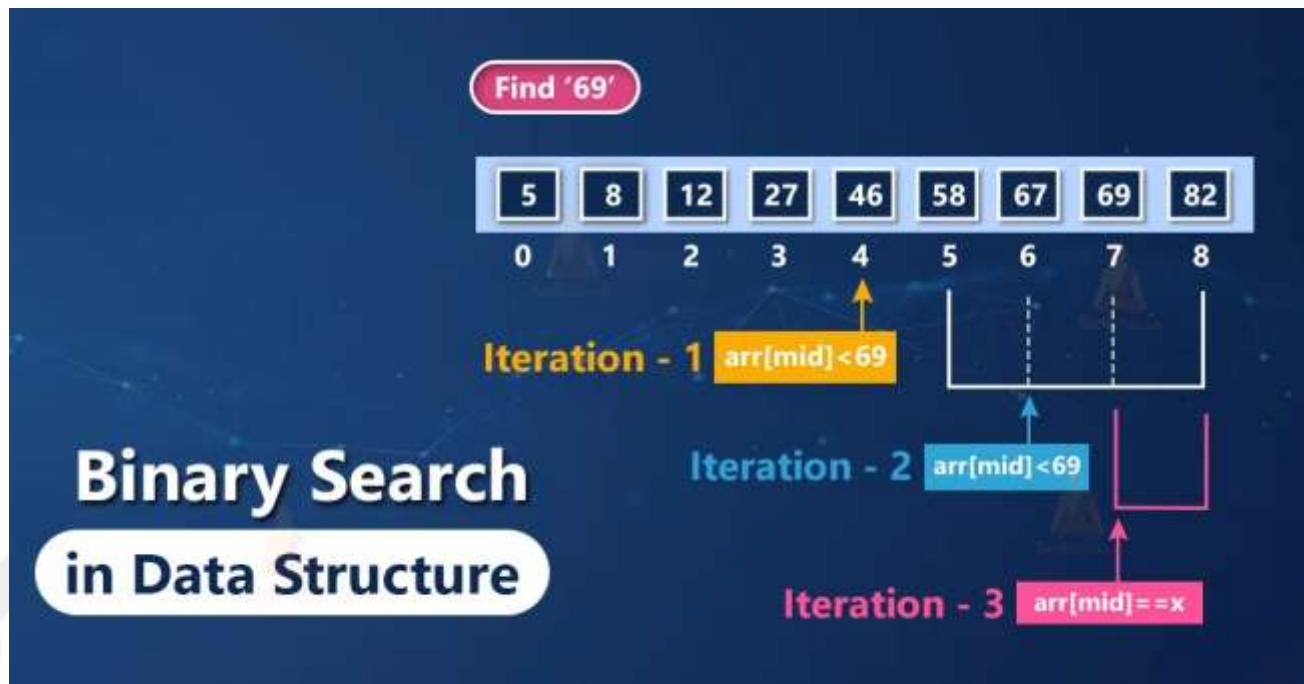 Find ‘69’
5 8 12 27 46 58 67 69 82
0 1 2 3 4 5 6 7 8
Iteration - 1 arr[mid]<69
Iteration - 2 arr[mid]<69
Iteration - 3 arr[mid]==x
Binary Search
in Data Structure